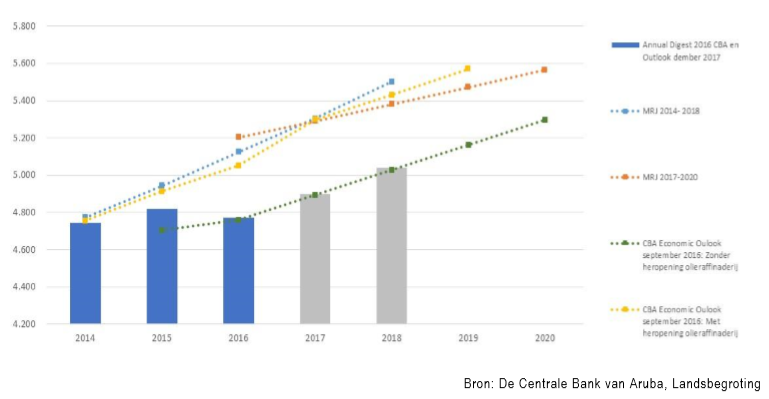 5.800
5.600
5.400
5.200
5.000
4.800
4.600
4.400
4.200
2014 2015 2016 2017 2018 2019 2020
Annual Digest 2016 CBA en
Outlook dember 2017
MRJ 2014- 2018
MRJ 2017-2020
CBA Economic Oulook
september 2016: Zonder
heropening olieraffinaderij
CBA Economic Oulook
september 2016: Met
heropening olieraffinaderij
Bron: De Centrale Bank van Aruba, Landsbegroting